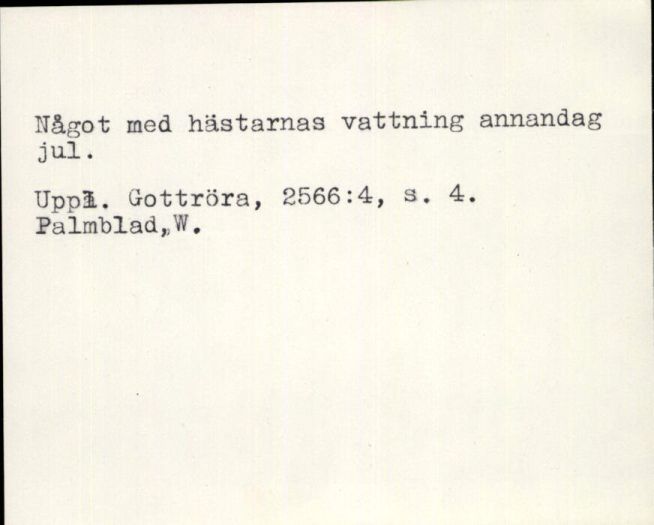 Något med hästarnas vattning annandag
jul.
Uppl. Gottröra, 2566:4, s. 4.
Palmblad,W.